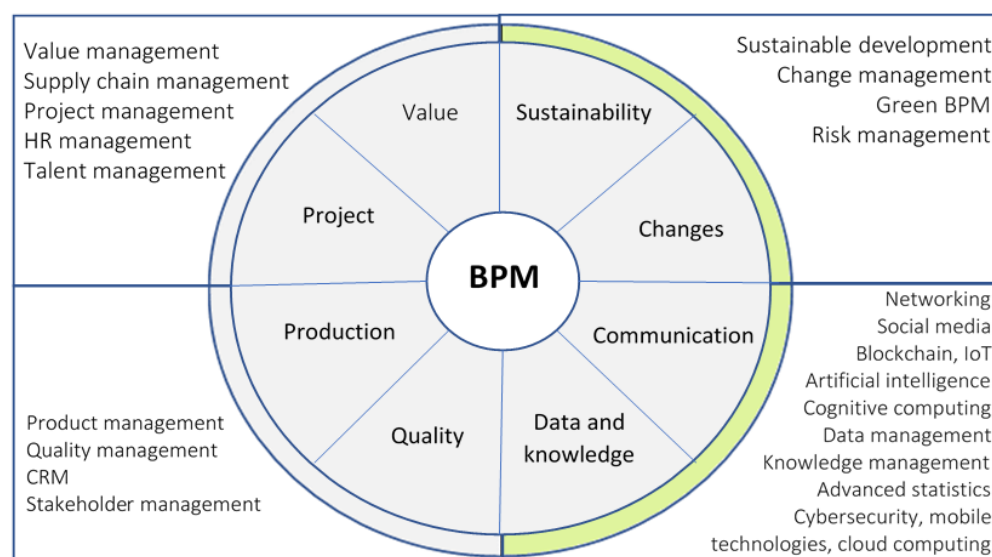 Value management
Supply chain management
Project management
HR management
Talent management
Sustainable development
Change management
Green BPM
Risk management
Value
Sustainability
Project
Changes
BPM
Production
Communication
Quality
Data and
knowledge
Product management
Quality management
CRM
Stakeholder management
Networking
Social media
Blockchain, IoT
Artificial intelligence
Cognitive computing
Data management
Knowledge management
Advanced statistics
Cybersecurity, mobile
technologies, cloud computing